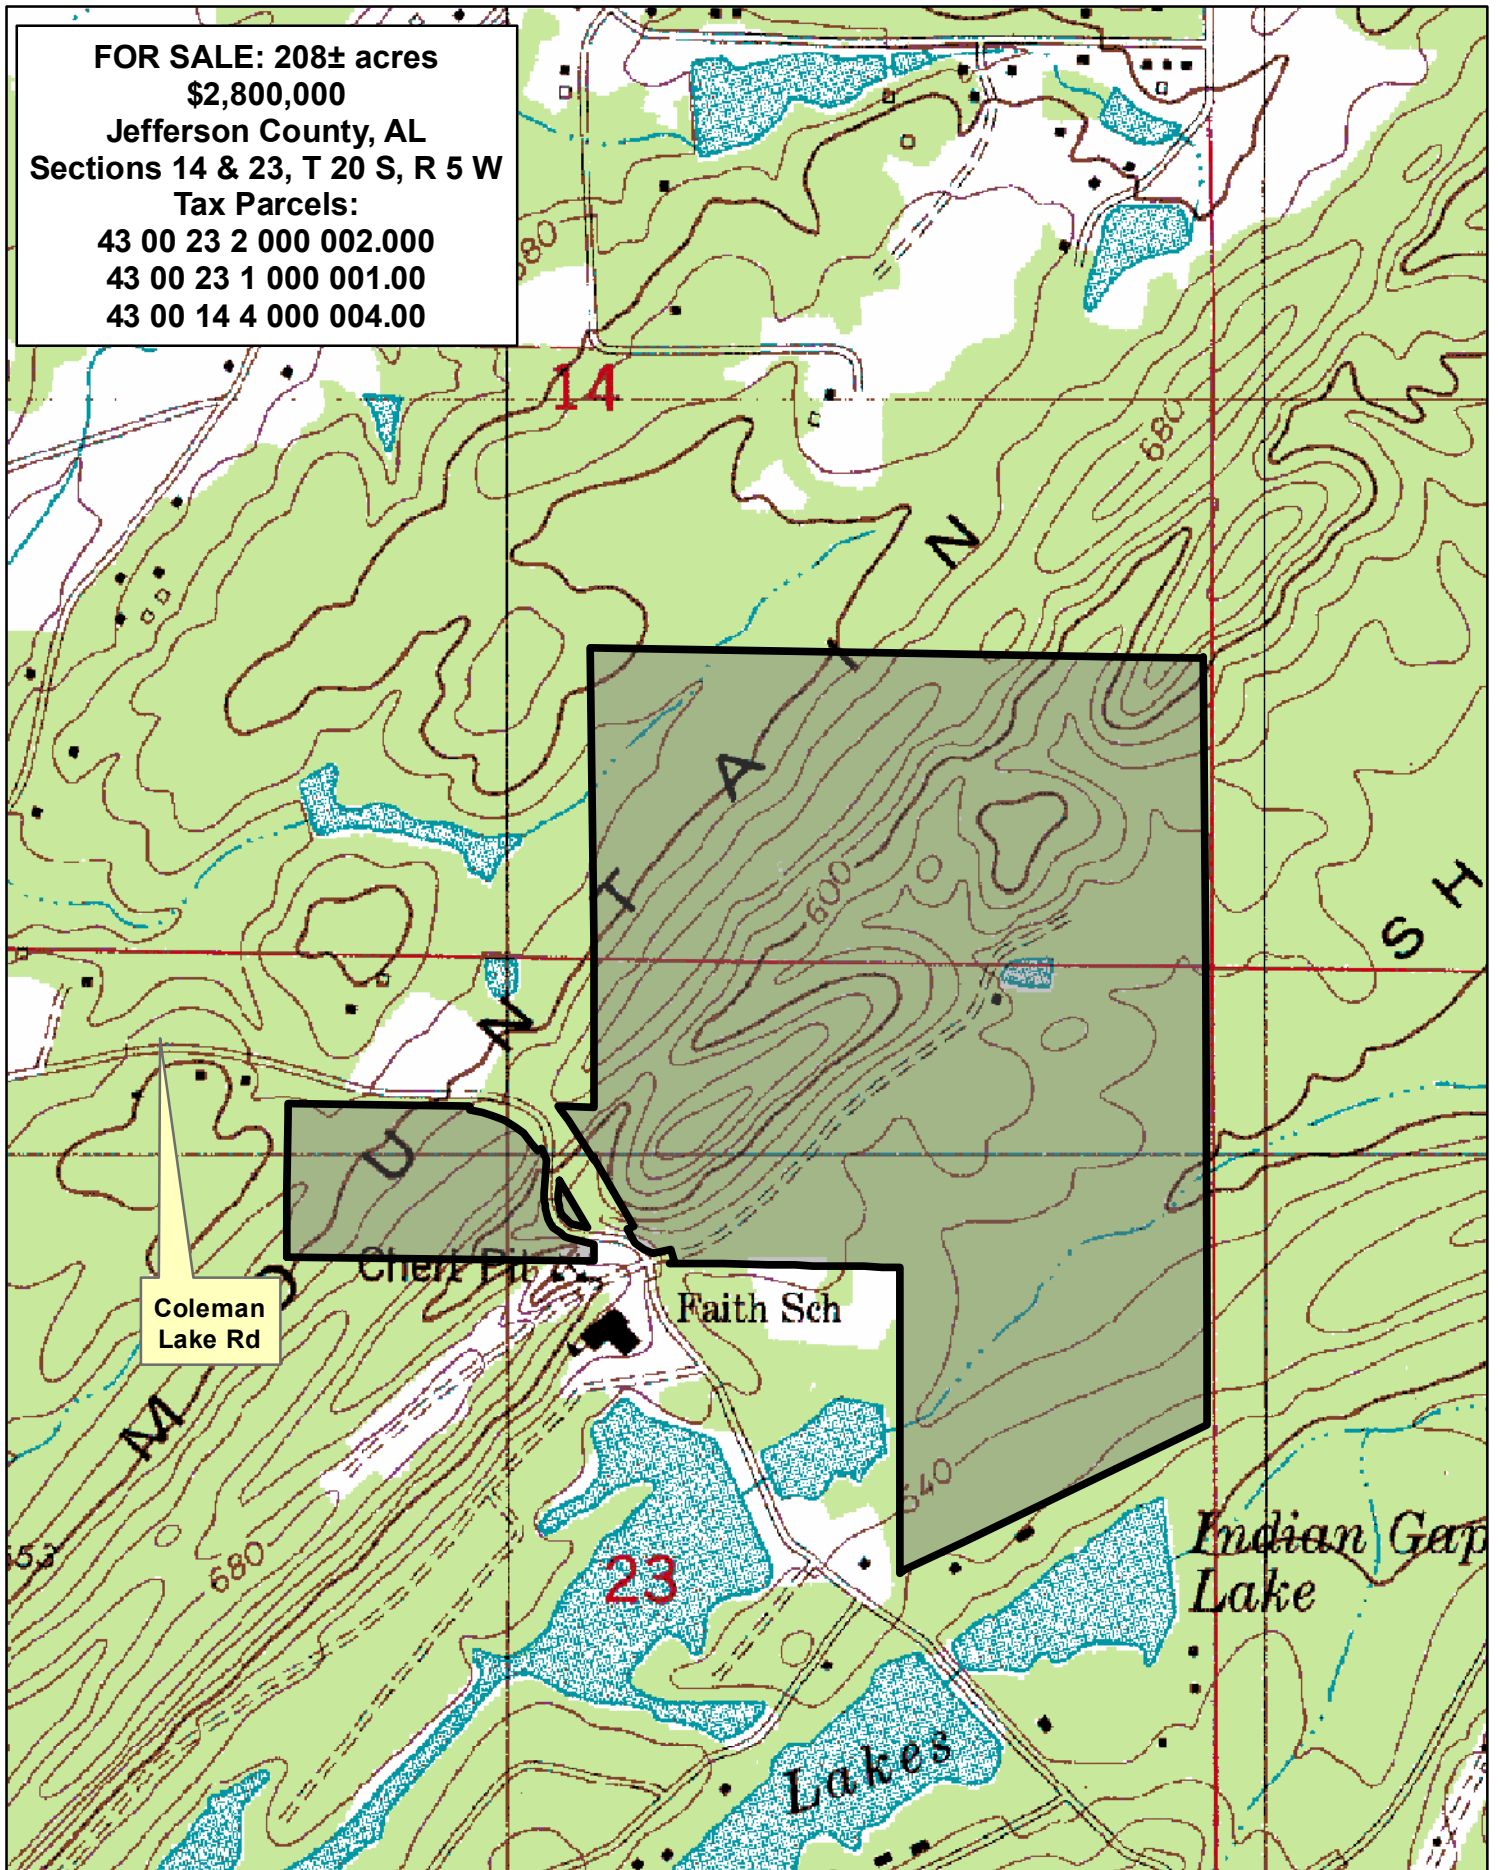 FOR SALE: 208± acres
$2,800,000
Jefferson County, AL
Sections 14 & 23, T 20 S, R 5 W
Tax Parcels:
43 00 23 2 000 002.000
43 00 23 1 000 001.00
43 00 14 4 000 004.00
680
14
680
N
I
A
T
600
S H
N
U
O
M
Chert Pit
Coleman
Lake Rd
Faith Sch
640
653
680
23
Indian Gap
Lake
Lakes